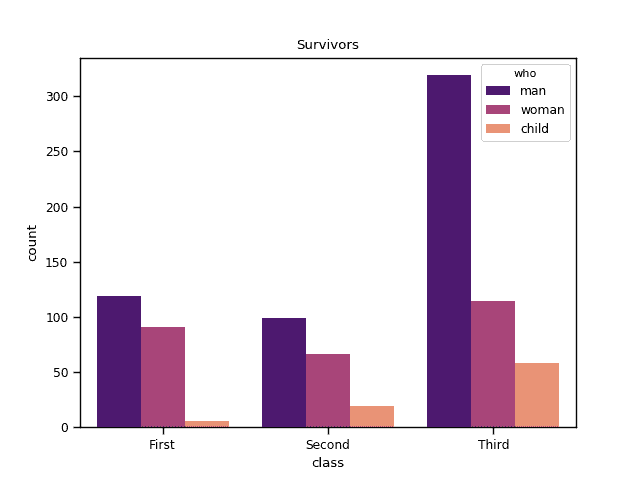 Survivors
who
man
woman
child
count
300
250
200
150
100
50
0
First Second Third
class